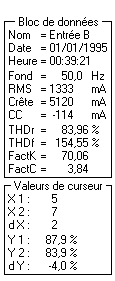 Bloc de données
Nom = Entrée B
Date = 01/01/1995
Heure = 00:39:21
Fond = 50,0 Hz
RMS = 1333 mA
Crête = 5120 mA
CC = -114 mA
THDr = 83,96 %
THDf = 154,55 %
FactK = 70,06
FactC = 3,84
Valeurs de curseur
X1: 5
X2: 7
dX: 2
Y1: 87,9 %
Y2: 83,9 %
dY: -4,0 %